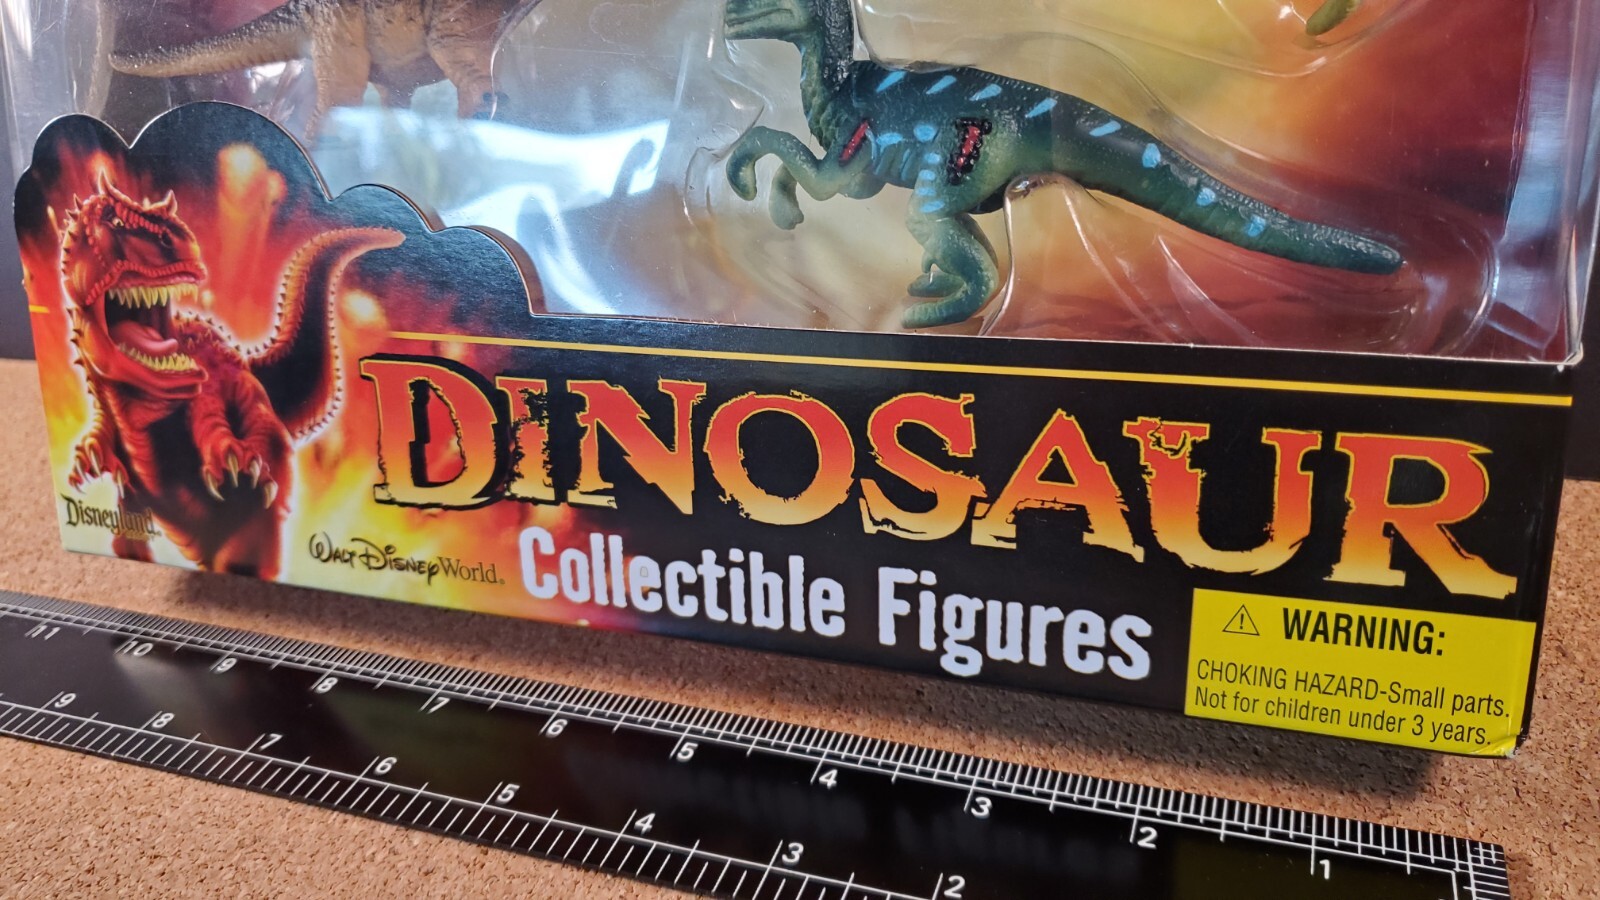 DINOSAUR
Collectible Figures
Disneyland®
WALT DISNEY World®
⚠ WARNING:
CHOKING HAZARD-Small parts.
Not for children under 3 years.
11 10 9 8 7 6 5 4 3 2 1
9 8 7 6 5 4 3 2